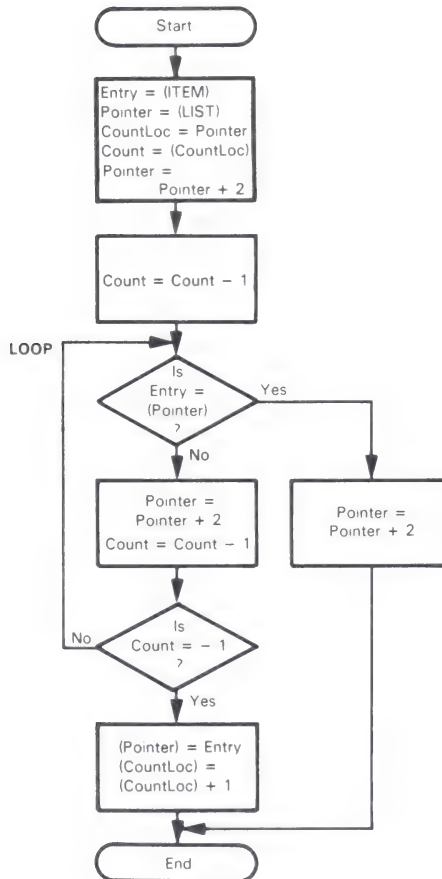 Start
Entry = (ITEM)
Pointer = (LIST)
CountLoc = Pointer
Count = (CountLoc)
Pointer =
Pointer + 2
Count = Count - 1
LOOP
Is
Entry =
(Pointer)
?
Yes
No
Pointer =
Pointer + 2
Count = Count - 1
Pointer =
Pointer + 2
Is
Count = - 1
?
No
Yes
(Pointer) = Entry
(CountLoc) =
(CountLoc) + 1
End